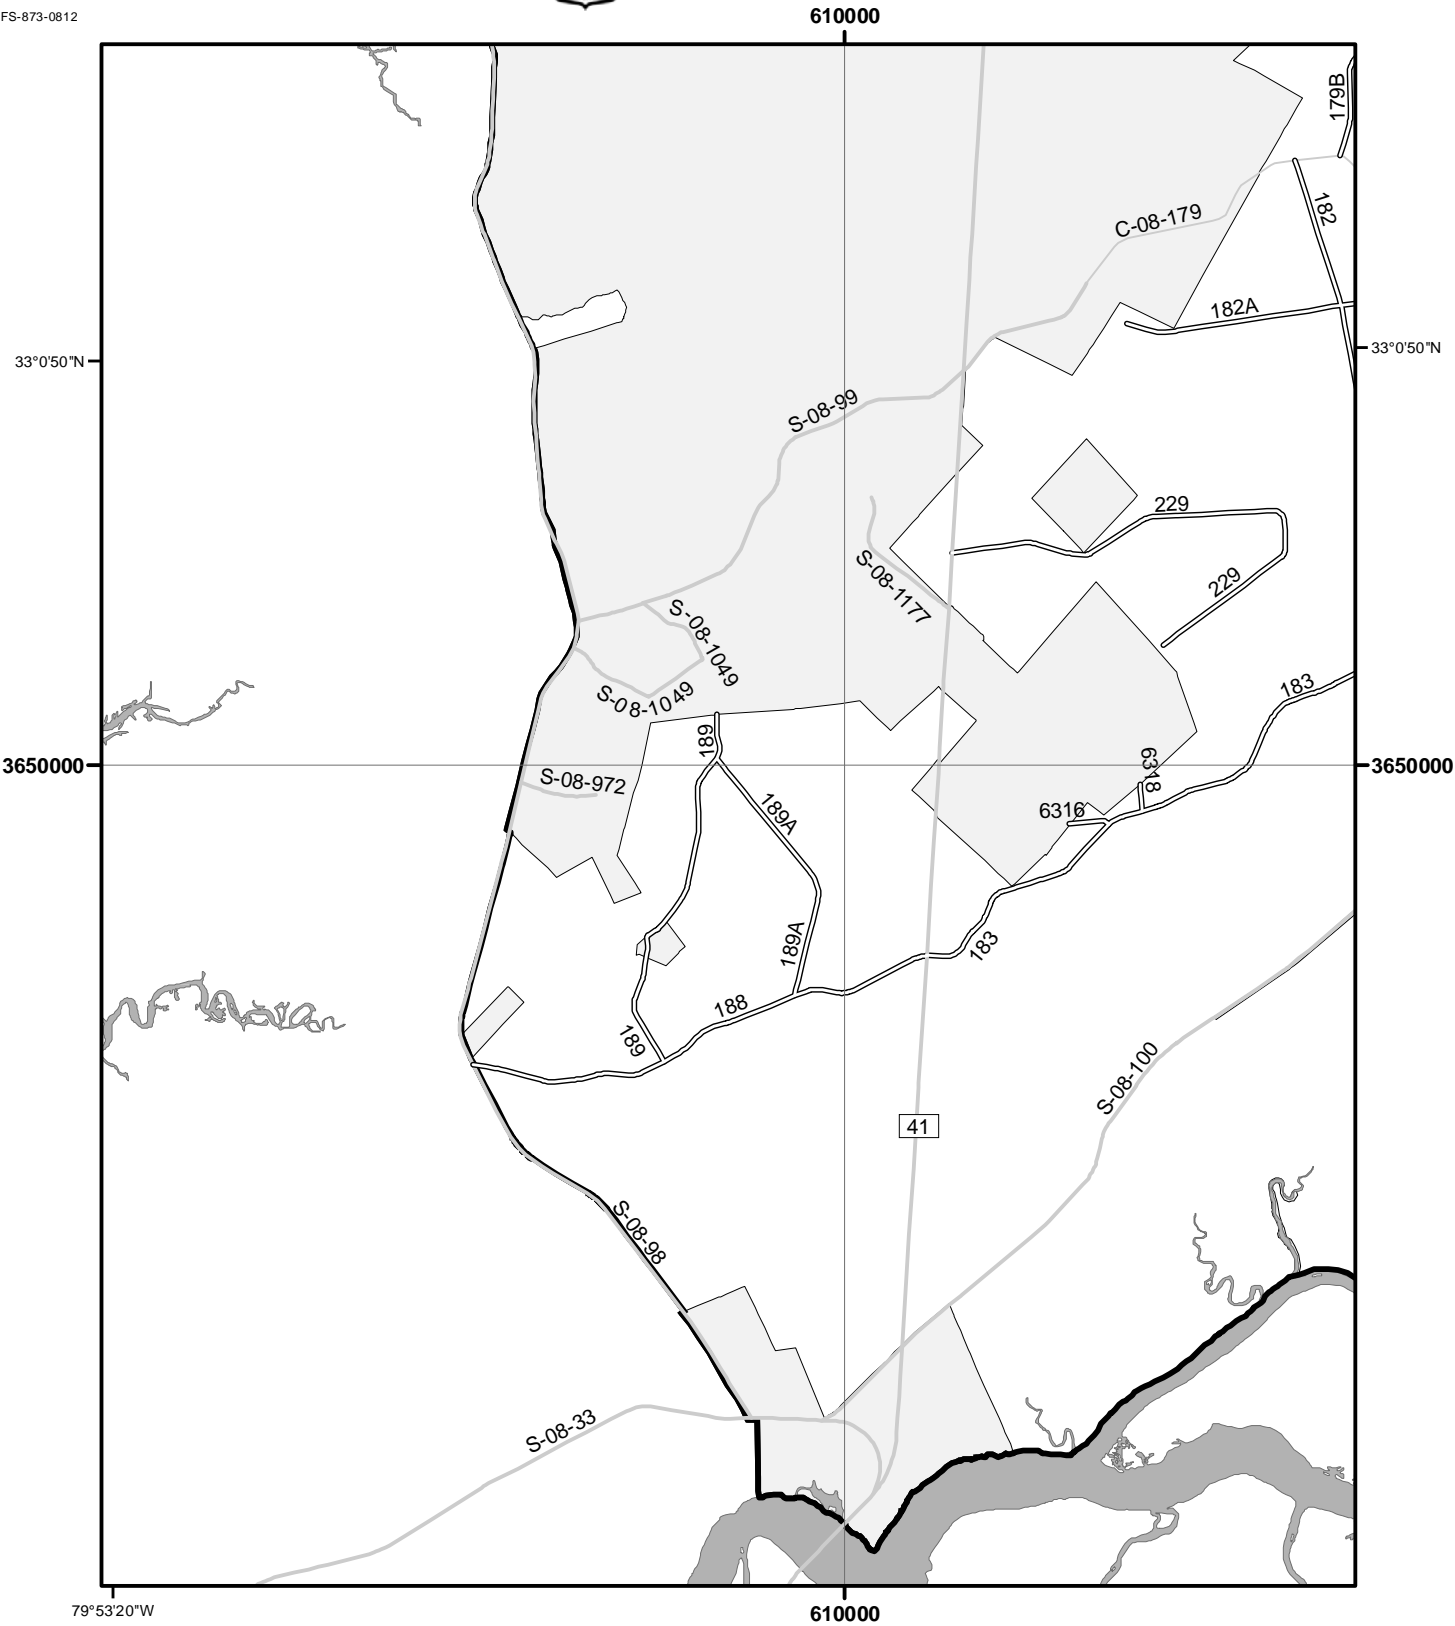 FS-873-0812
610000
179B
182
C-08-179
182A
33°0'50"N
33°0'50"N
S-08-99
229
S-08-1177
229
S-08-1049
S-08-1049
183
189
3650000
3650000
S-08-972
6318
189A
6316
189A
183
188
189
S-08-100
41
S-08-98
S-08-33
79°53'20"W
610000